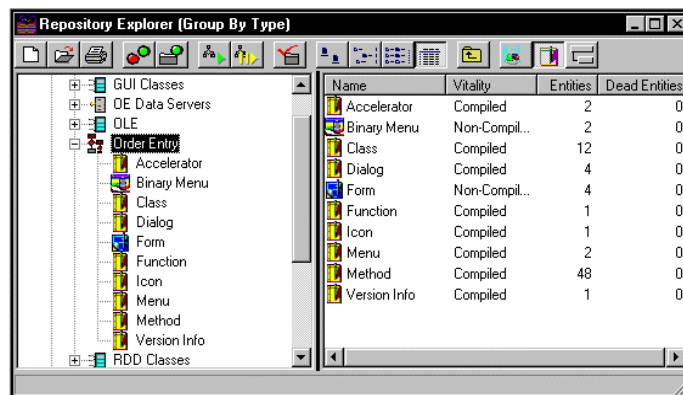 Repository Explorer (Group By Type)
GUI Classes
OE Data Servers
OLE
Order Entry
Accelerator
Binary Menu
Class
Dialog
Form
Function
Icon
Menu
Method
Version Info
RDD Classes
Name Vitality Entities Dead Entities
Accelerator Compiled 2 0
Binary Menu Non-Compil... 2 0
Class Compiled 12 0
Dialog Compiled 4 0
Form Non-Compil... 4 0
Function Compiled 1 0
Icon Compiled 1 0
Menu Compiled 2 0
Method Compiled 48 0
Version Info Compiled 1 0